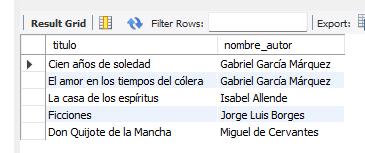 Result Grid Filter Rows: Export:
titulo nombre_autor
Cien años de soledad Gabriel García Márquez
El amor en los tiempos del cólera Gabriel García Márquez
La casa de los espíritus Isabel Allende
Ficciones Jorge Luis Borges
Don Quijote de la Mancha Miguel de Cervantes